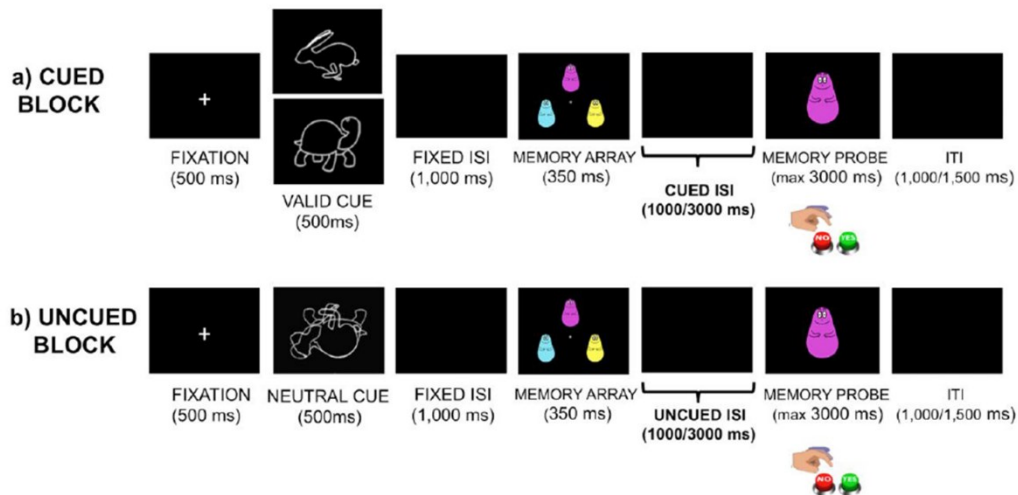 a) CUED
BLOCK
+
FIXATION
(500 ms)
VALID CUE
(500ms)
FIXED ISI
(1,000 ms)
MEMORY ARRAY
(350 ms)
CUED ISI
(1000/3000 ms)
MEMORY PROBE
(max 3000 ms)
NO YES
ITI
(1,000/1,500 ms)
b) UNCUED
BLOCK
+
FIXATION
(500 ms)
NEUTRAL CUE
(500ms)
FIXED ISI
(1,000 ms)
MEMORY ARRAY
(350 ms)
UNCUED ISI
(1000/3000 ms)
MEMORY PROBE
(max 3000 ms)
NO YES
ITI
(1,000/1,500 ms)